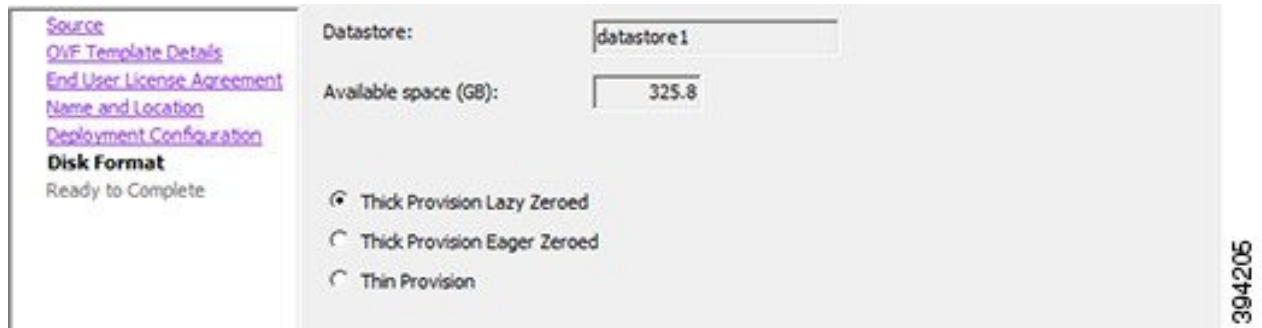 Source
OVF Template Details
End User License Agreement
Name and Location
Deployment Configuration
Disk Format
Ready to Complete
Datastore:
datastore1
Available space (GB):
325.8
Thick Provision Lazy Zeroed
Thick Provision Eager Zeroed
Thin Provision
394205